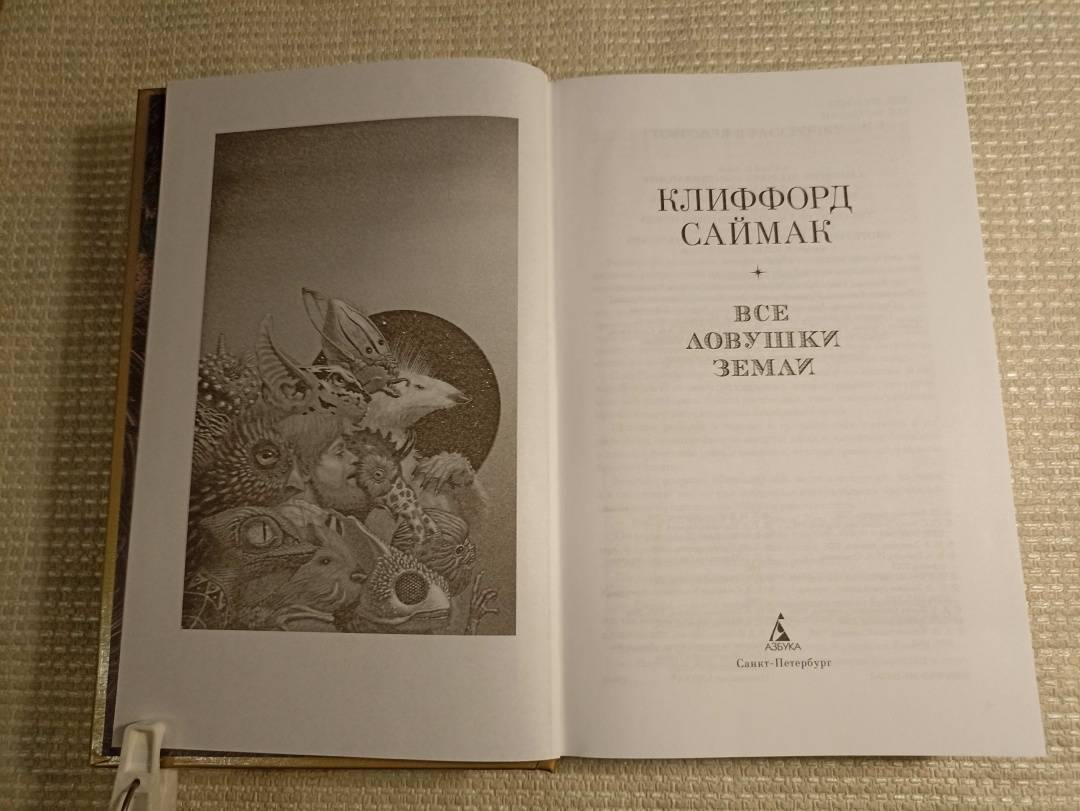 КЛИФФОРД
САЙМАК
ВСЕ
ЛОВУШКИ
ЗЕМЛИ
АЗБУКА
Санкт-Петербург